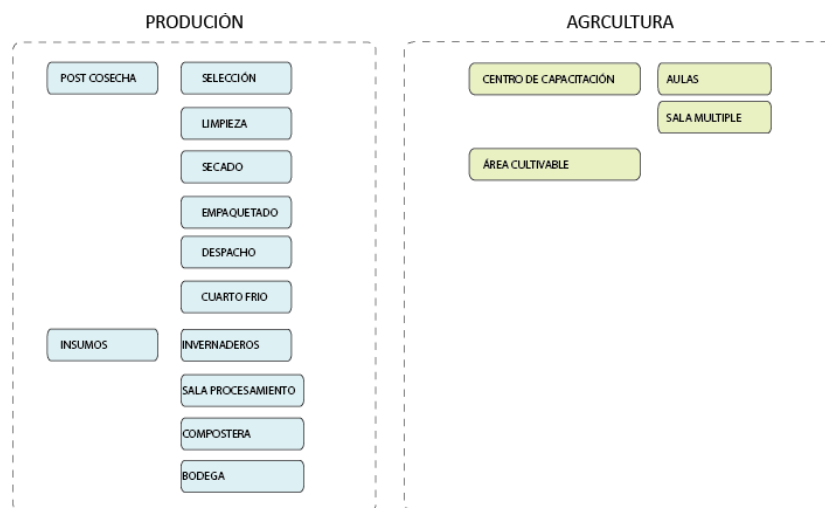 PRODUCIÒN
POST COSECHA
SELECCIÓN
LIMPIEZA
SECADO
EMPAQUETADO
DESPACHO
CUARTO FRIO
INSUMOS
INVERNADEROS
SALA PROCESAMIENTO
COMPOSTERA
BODEGA
AGRCULTURA
CENTRO DE CAPACITACIÓN
AULAS
SALA MULTIPLE
ÁREA CULTIVABLE